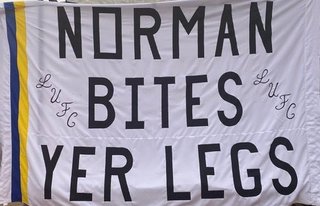 NORMAN
BITES
YER LEGS
LUFC
LUFC